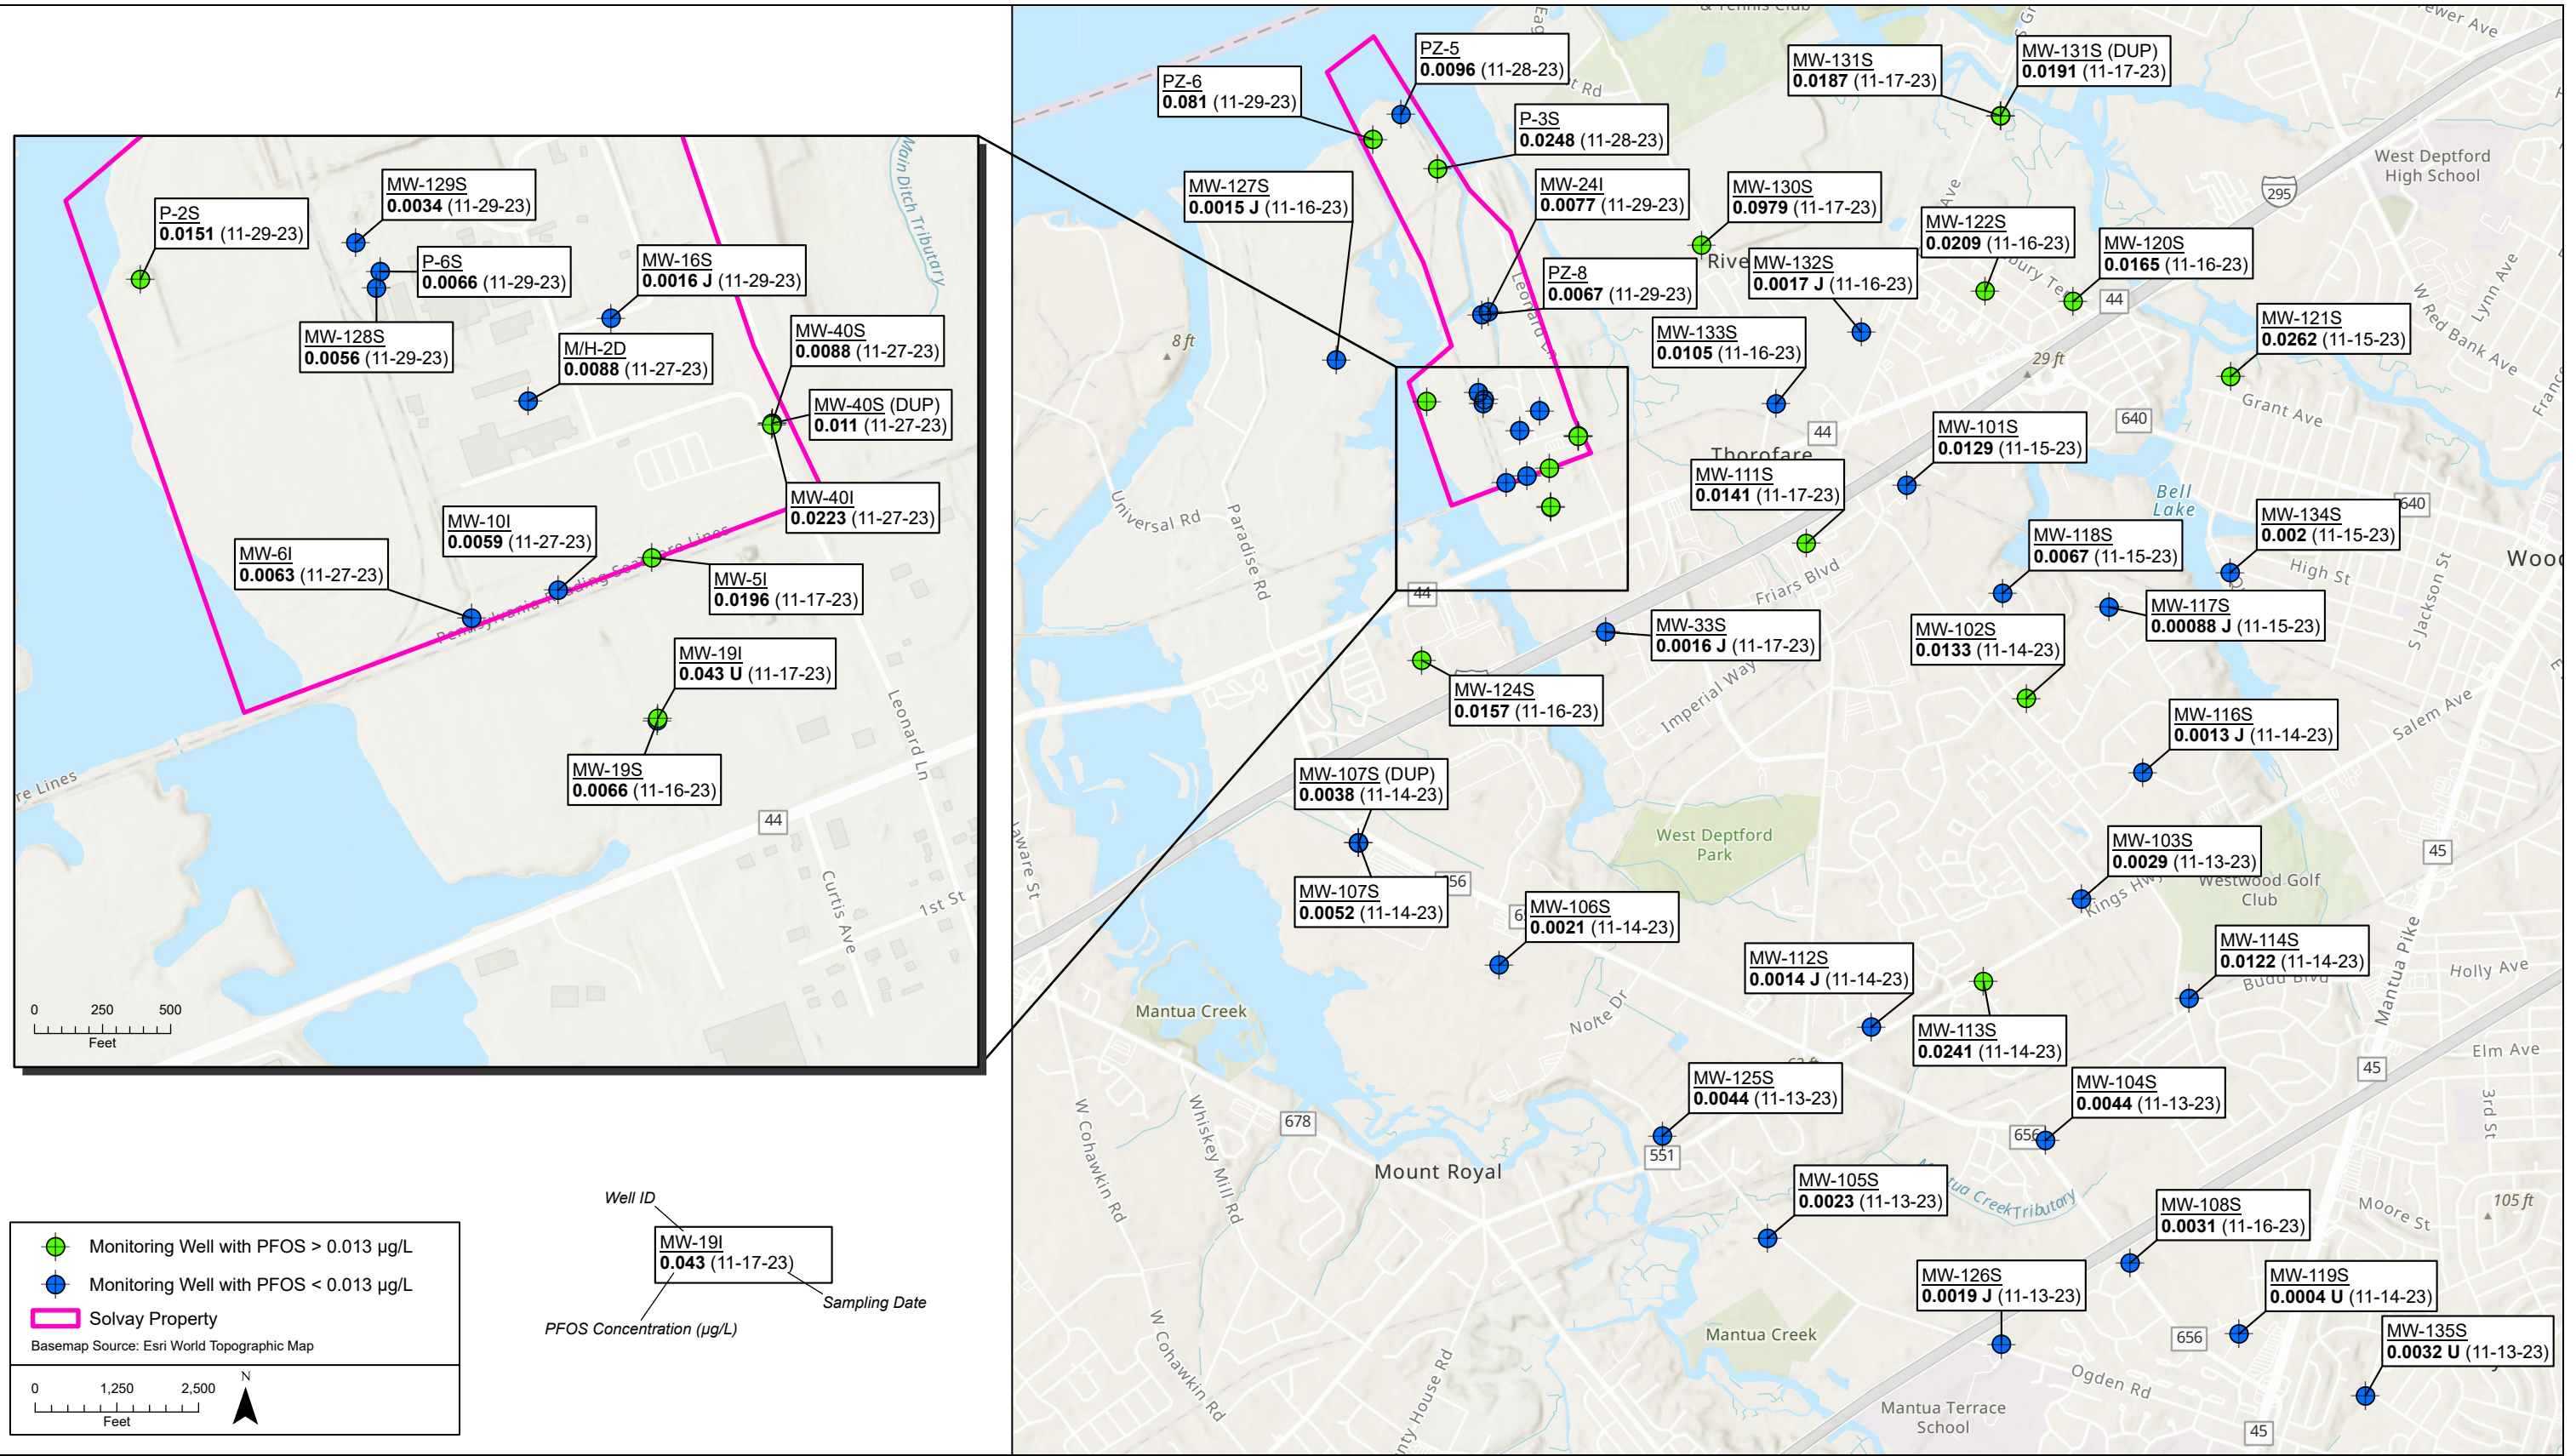 P-2S
0.0151 (11-29-23)
MW-129S
0.0034 (11-29-23)
P-6S
0.0066 (11-29-23)
MW-128S
0.0056 (11-29-23)
MW-16S
0.0016 J (11-29-23)
M/H-2D
0.0088 (11-27-23)
MW-40S
0.0088 (11-27-23)
MW-40S (DUP)
0.011 (11-27-23)
MW-40I
0.0223 (11-27-23)
MW-10I
0.0059 (11-27-23)
MW-6I
0.0063 (11-27-23)
MW-5I
0.0196 (11-17-23)
MW-19I
0.043 U (11-17-23)
MW-19S
0.0066 (11-16-23)
Main Ditch Tributary
re Lines
Leonard Ln
44
Curtis Ave
1st St
0 250 500
Feet
Well ID
MW-19I
0.043 (11-17-23)
Sampling Date
PFOS Concentration (µg/L)
Monitoring Well with PFOS > 0.013 µg/L
Monitoring Well with PFOS < 0.013 µg/L
Solvay Property
Basemap Source: Esri World Topographic Map
0 1,250 2,500
Feet
N
& Tennis Club
PZ-5
0.0096 (11-28-23)
PZ-6
0.081 (11-29-23)
P-3S
0.0248 (11-28-23)
MW-131S
0.0187 (11-17-23)
MW-131S (DUP)
0.0191 (11-17-23)
West Deptford
High School
295
MW-127S
0.0015 J (11-16-23)
MW-24I
0.0077 (11-29-23)
MW-130S
0.0979 (11-17-23)
MW-122S
0.0209 (11-16-23)
MW-120S
0.0165 (11-16-23)
PZ-8
0.0067 (11-29-23)
Leonard Ln
MW-132S
0.0017 J (11-16-23)
44
MW-121S
0.0262 (11-15-23)
Lynn Ave
W Red Bank Ave
8 ft
MW-133S
0.0105 (11-16-23)
29 ft
Grant Ave
640
44
Thorofare
MW-101S
0.0129 (11-15-23)
MW-111S
0.0141 (11-17-23)
Bell
Lake
640
MW-134S
0.002 (11-15-23)
Universal Rd
Paradise Rd
MW-118S
0.0067 (11-15-23)
High St
S Jackson St
44
Friars Blvd
MW-117S
0.00088 J (11-15-23)
MW-33S
0.0016 J (11-17-23)
MW-102S
0.0133 (11-14-23)
MW-124S
0.0157 (11-16-23)
Imperial Way
Salem Ave
MW-116S
0.0013 J (11-14-23)
MW-107S (DUP)
0.0038 (11-14-23)
West Deptford
Park
MW-107S
0.0052 (11-14-23)
MW-103S
0.0029 (11-13-23)
45
Westwood Golf
Club
Kings Hwy
MW-106S
0.0021 (11-14-23)
MW-114S
0.0122 (11-14-23)
Mantua Pike
Holly Ave
Budd Blvd
MW-112S
0.0014 J (11-14-23)
Mantua Creek
Nolte Dr
MW-113S
0.0241 (11-14-23)
Elm Ave
MW-125S
0.0044 (11-13-23)
MW-104S
0.0044 (11-13-23)
45
3rd St
W Cohawkin Rd
Whiskey Mill Rd
678
656
551
Mount Royal
MW-105S
0.0023 (11-13-23)
MW-108S
0.0031 (11-16-23)
Moore St
105 ft
MW-126S
0.0019 J (11-13-23)
MW-119S
0.0004 U (11-14-23)
Mantua Creek
656
MW-135S
0.0032 U (11-13-23)
W Cohawkin Rd
Ogden Rd
Mantua Terrace
School
45